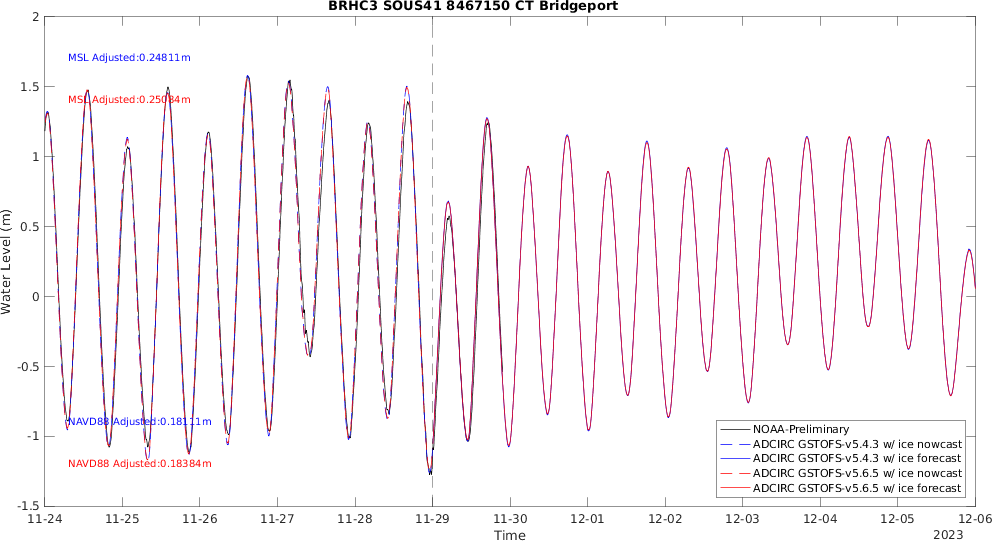 BRHC3 SOUS41 8467150 CT Bridgeport
Water Level (m)
2
1.5
1
0.5
0
-0.5
-1
-1.5
MSL Adjusted:0.24811m
MSL Adjusted:0.25084m
NAVD88 Adjusted:0.18111m
NAVD88 Adjusted:0.18384m
NOAA-Preliminary
ADCIRC GSTOFS-v5.4.3 w/ ice nowcast
ADCIRC GSTOFS-v5.4.3 w/ ice forecast
ADCIRC GSTOFS-v5.6.5 w/ ice nowcast
ADCIRC GSTOFS-v5.6.5 w/ ice forecast
11-24 11-25 11-26 11-27 11-28 11-29 11-30 12-01 12-02 12-03 12-04 12-05 12-06
Time
2023